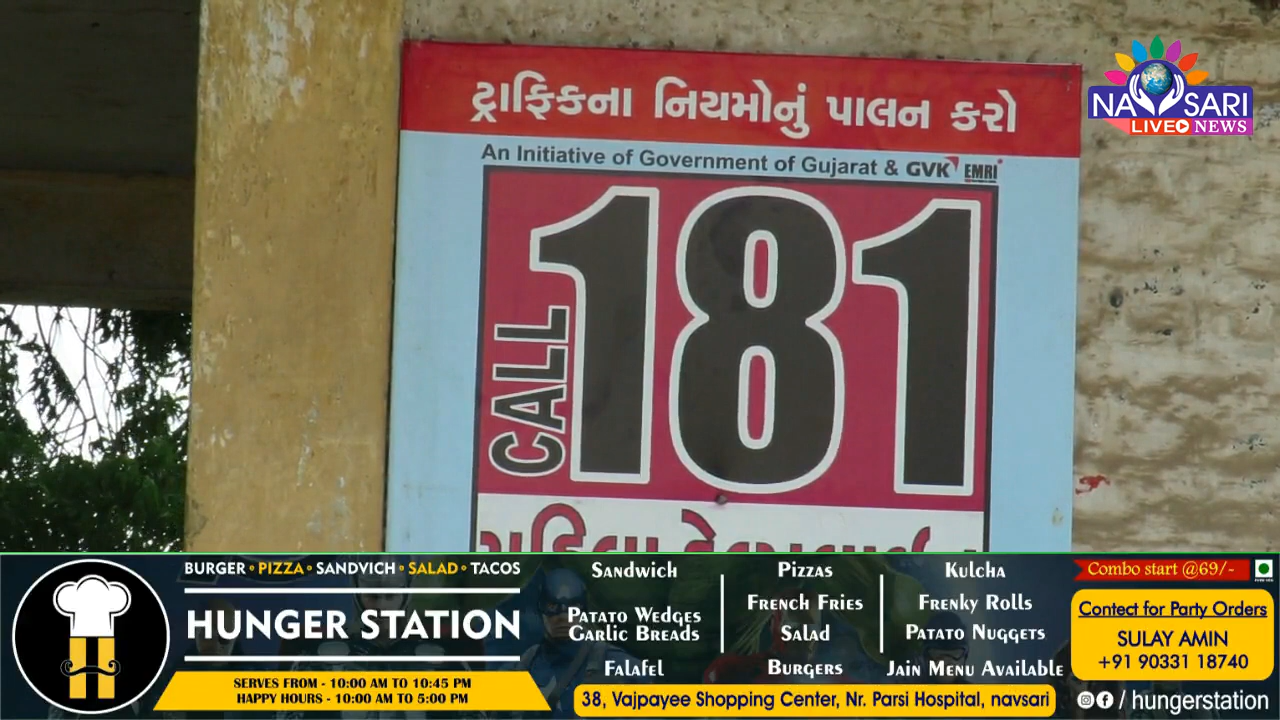 ટ્રાફિકના નિયમોનું પાલન કરો
An Initiative of Government of Gujarat & GVK EMRI
CALL 181
NAVSARI
LIVE NEWS
BURGER • PIZZA • SANDVICH • SALAD • TACOS
HUNGER STATION
SERVES FROM - 10:00 AM TO 10:45 PM
HAPPY HOURS - 10:00 AM TO 5:00 PM
Sandwich
Patato Wedges
Garlic Breads
Falafel
Pizzas
French Fries
Salad
Burgers
Kulcha
Frenky Rolls
Patato Nuggets
Jain Menu Available
38, Vajpayee Shopping Center, Nr. Parsi Hospital, navsari
Combo start @69/-
Contect for Party Orders
SULAY AMIN
+91 90331 18740
/ hungerstation